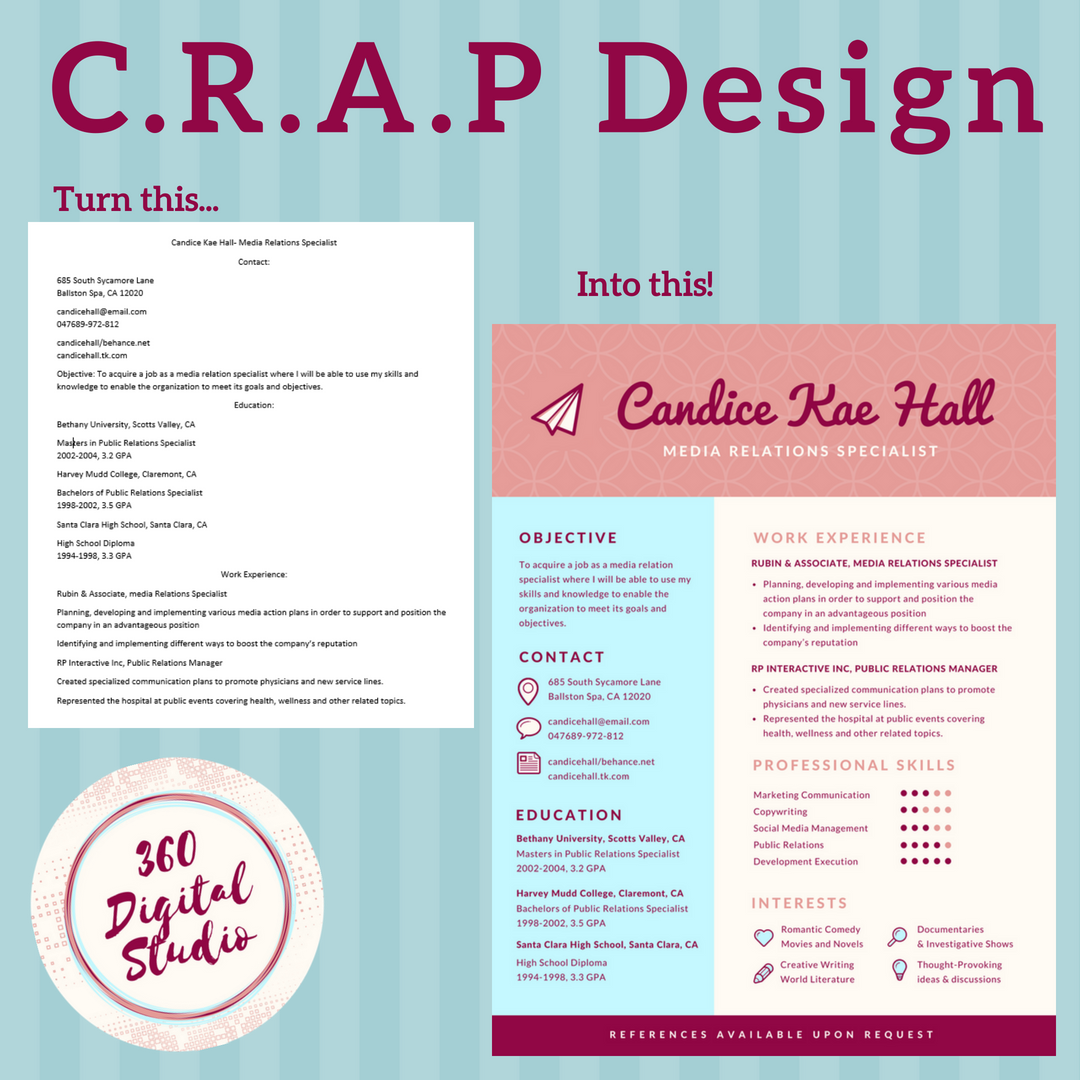 C.R.A.P Design
Turn this...
Candice Kae Hall- Media Relations Specialist
Contact:
685 South Sycamore Lane
Ballston Spa, CA 12020
candicehall@email.com
047689-972-812
candicehall/behance.net
candicehall.tk.com
Objective: To acquire a job as a media relation specialist where I will be able to use my skills and
knowledge to enable the organization to meet its goals and objectives.
Education:
Bethany University, Scotts Valley, CA
Masters in Public Relations Specialist
2002-2004, 3.2 GPA
Harvey Mudd College, Claremont, CA
Bachelors of Public Relations Specialist
1998-2002, 3.5 GPA
Santa Clara High School, Santa Clara, CA
High School Diploma
1994-1998, 3.3 GPA
Work Experience:
Rubin & Associate, media Relations Specialist
Planning, developing and implementing various media action plans in order to support and position the
company in an advantageous position
Identifying and implementing different ways to boost the company's reputation
RP Interactive Inc, Public Relations Manager
Created specialized communication plans to promote physicians and new service lines.
Represented the hospital at public events covering health, wellness and other related topics.
360
Digital
Studio
Into this!
Candice Kae Hall
MEDIA RELATIONS SPECIALIST
OBJECTIVE
To acquire a job as a media relation
specialist where I will be able to use my
skills and knowledge to enable the
organization to meet its goals and
objectives.
CONTACT
685 South Sycamore Lane
Ballston Spa, CA 12020
candicehall@email.com
047689-972-812
candicehall/behance.net
candicehall.tk.com
EDUCATION
Bethany University, Scotts Valley, CA
Masters in Public Relations Specialist
2002-2004, 3.2 GPA
Harvey Mudd College, Claremont, CA
Bachelors of Public Relations Specialist
1998-2002, 3.5 GPA
Santa Clara High School, Santa Clara, CA
High School Diploma
1994-1998, 3.3 GPA
WORK EXPERIENCE
RUBIN & ASSOCIATE, MEDIA RELATIONS SPECIALIST
• Planning, developing and implementing various media
action plans in order to support and position the
company in an advantageous position
• Identifying and implementing different ways to boost the
company's reputation
RP INTERACTIVE INC, PUBLIC RELATIONS MANAGER
• Created specialized communication plans to promote
physicians and new service lines.
• Represented the hospital at public events covering
health, wellness and other related topics.
PROFESSIONAL SKILLS
Marketing Communication
Copywriting
Social Media Management
Public Relations
Development Execution
INTERESTS
Romantic Comedy
Movies and Novels
Documentaries
& Investigative Shows
Creative Writing
World Literature
Thought-Provoking
ideas & discussions
REFERENCES AVAILABLE UPON REQUEST